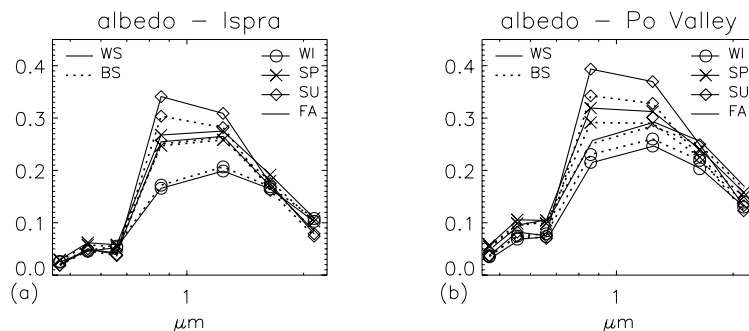 albedo – Ispra
WS
BS
WI
SP
SU
FA
0.4
0.3
0.2
0.1
0.0
(a)
1
μm
albedo – Po Valley
WS
BS
WI
SP
SU
FA
0.4
0.3
0.2
0.1
0.0
(b)
1
μm